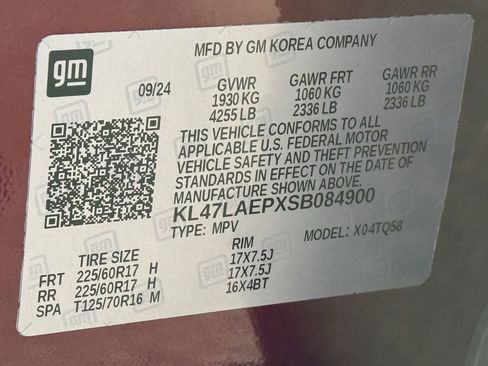 gm
MFD BY GM KOREA COMPANY
09/24
GVWR GAWR FRT GAWR RR
1930 KG 1060 KG 1060 KG
4255 LB 2336 LB 2336 LB
THIS VEHICLE CONFORMS TO ALL
APPLICABLE U.S. FEDERAL MOTOR
VEHICLE SAFETY AND THEFT PREVENTION
STANDARDS IN EFFECT ON THE DATE OF
MANUFACTURE SHOWN ABOVE.
KL47LAEPXSB084900
TYPE: MPV MODEL: X04TQ58
TIRE SIZE RIM
FRT 225/60R17 H 17X7.5J
RR 225/60R17 H 17X7.5J
SPA T125/70R16 M 16X4BT